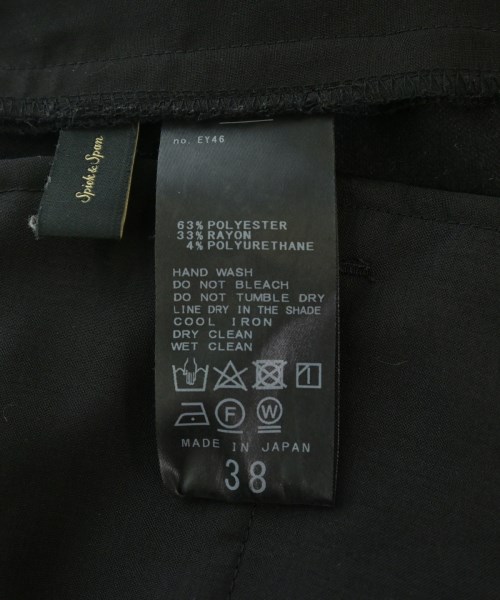 Spick & Span
no. EY46
63% POLYESTER
33% RAYON
4% POLYURETHANE
HAND WASH
DO NOT BLEACH
DO NOT TUMBLE DRY
LINE DRY IN THE SHADE
COOL IRON
DRY CLEAN
WET CLEAN
F W
MADE IN JAPAN
38